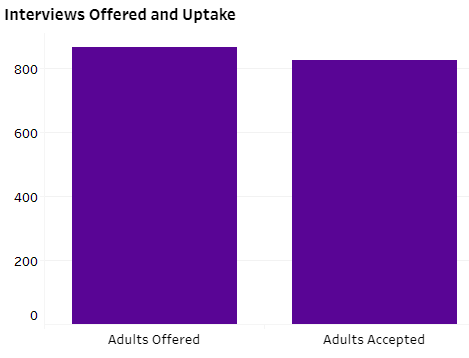 Interviews Offered and Uptake
800
600
400
200
0
Adults Offered
Adults Accepted